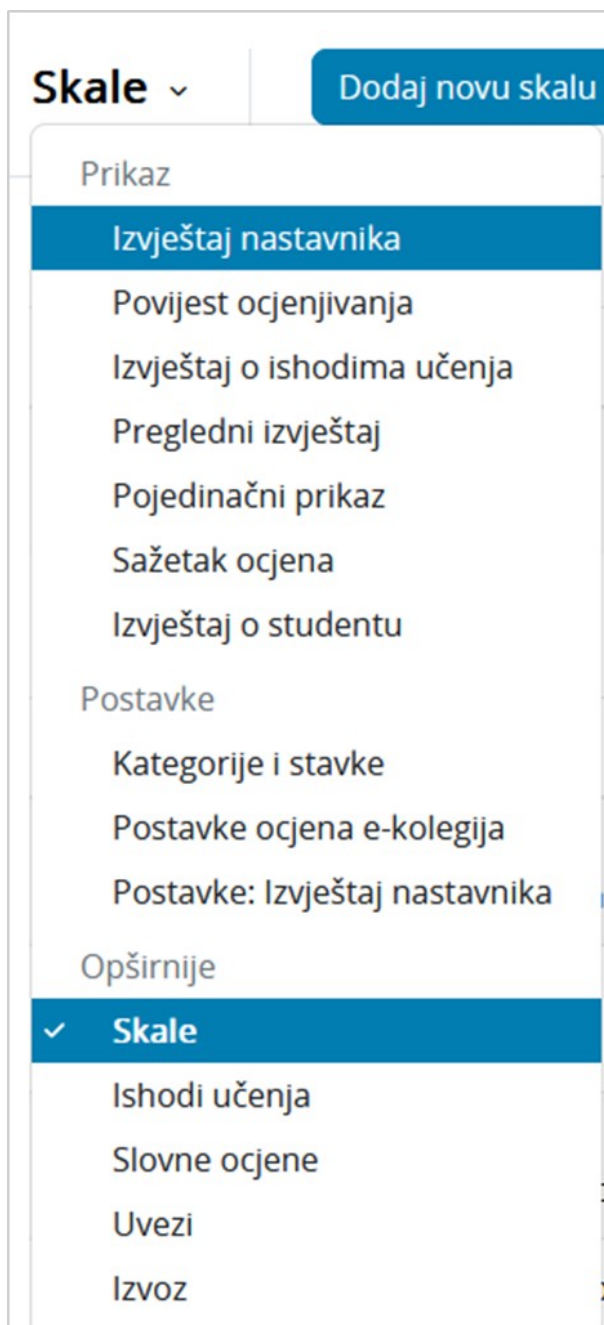 Skale
Dodaj novu skalu
Prikaz
Izvještaj nastavnika
Povijest ocjenjivanja
Izvještaj o ishodima učenja
Pregledni izvještaj
Pojedinačni prikaz
Sažetak ocjena
Izvještaj o studentu
Postavke
Kategorije i stavke
Postavke ocjena e-kolegija
Postavke: Izvještaj nastavnika
Opširnije
Skale
Ishodi učenja
Slovne ocjene
Uvezi
Izvoz